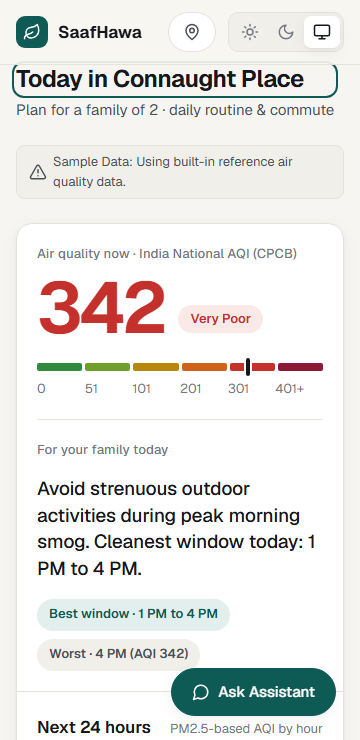 SaafHawa
Today in Connaught Place
Plan for a family of 2 · daily routine & commute
Sample Data: Using built-in reference air
quality data.
Air quality now · India National AQI (CPCB)
342 Very Poor
0 51 101 201 301 401+
For your family today
Avoid strenuous outdoor
activities during peak morning
smog. Cleanest window today: 1
PM to 4 PM.
Best window · 1 PM to 4 PM
Worst · 4 PM (AQI 342)
Ask Assistant
Next 24 hours PM2.5-based AQI by hour